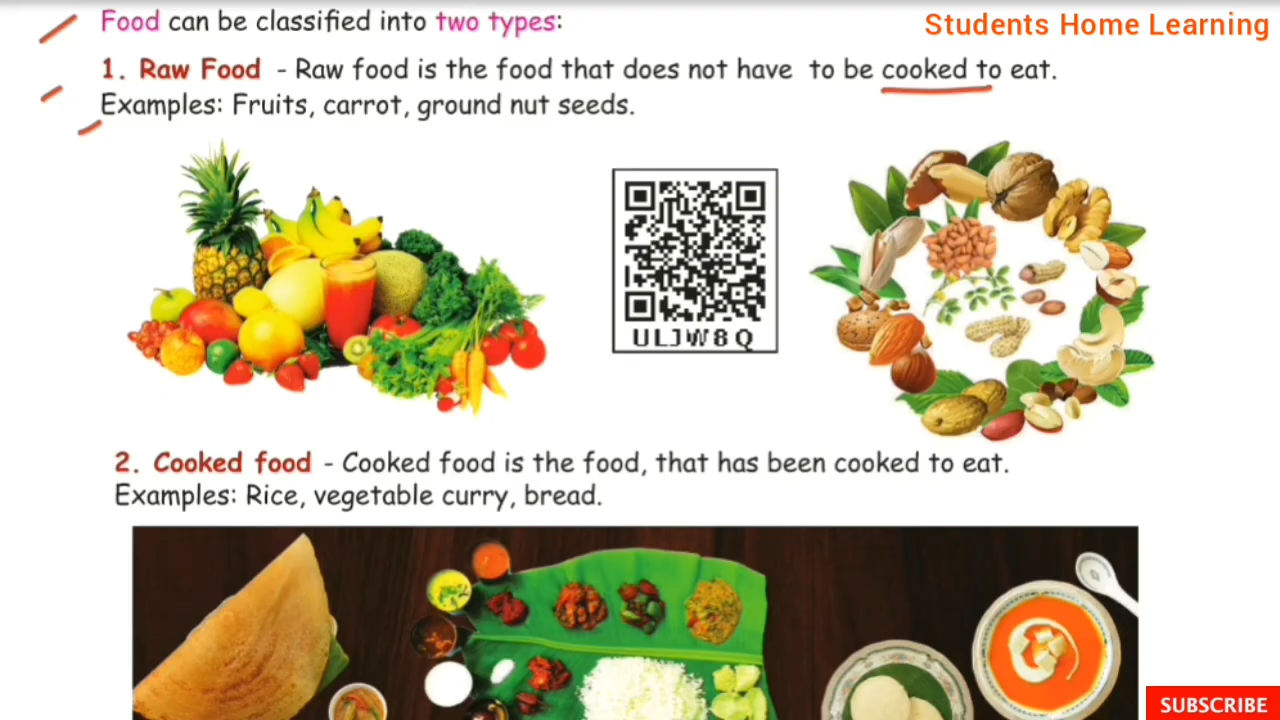 Food can be classified into two types:
Students Home Learning
1. Raw Food - Raw food is the food that does not have to be cooked to eat.
Examples: Fruits, carrot, ground nut seeds.
ULJW8Q
2. Cooked food - Cooked food is the food, that has been cooked to eat.
Examples: Rice, vegetable curry, bread.
SUBSCRIBE